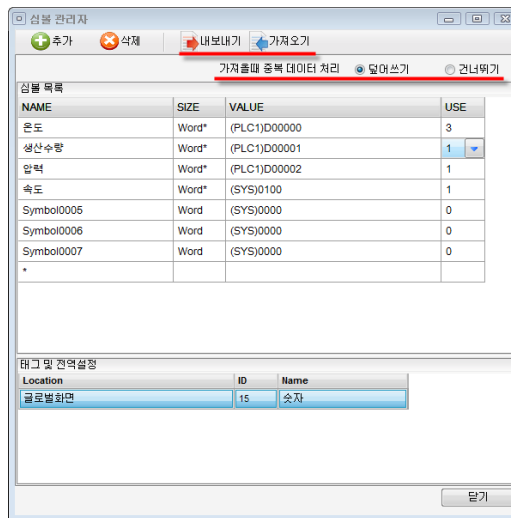 심볼 관리자
추가 삭제 내보내기 가져오기
가져올때 중복 데이터 처리 덮어쓰기 건너뛰기
심볼 목록
NAME SIZE VALUE USE
온도 Word* (PLC1)D00000 3
생산수량 Word* (PLC1)D00001 1
압력 Word* (PLC1)D00002 1
속도 Word* (SYS)0100 1
Symbol0005 Word (SYS)0000 0
Symbol0006 Word (SYS)0000 0
Symbol0007 Word (SYS)0000 0
*
태그 및 전역설정
Location ID Name
글로벌화면 15 숫자
닫기